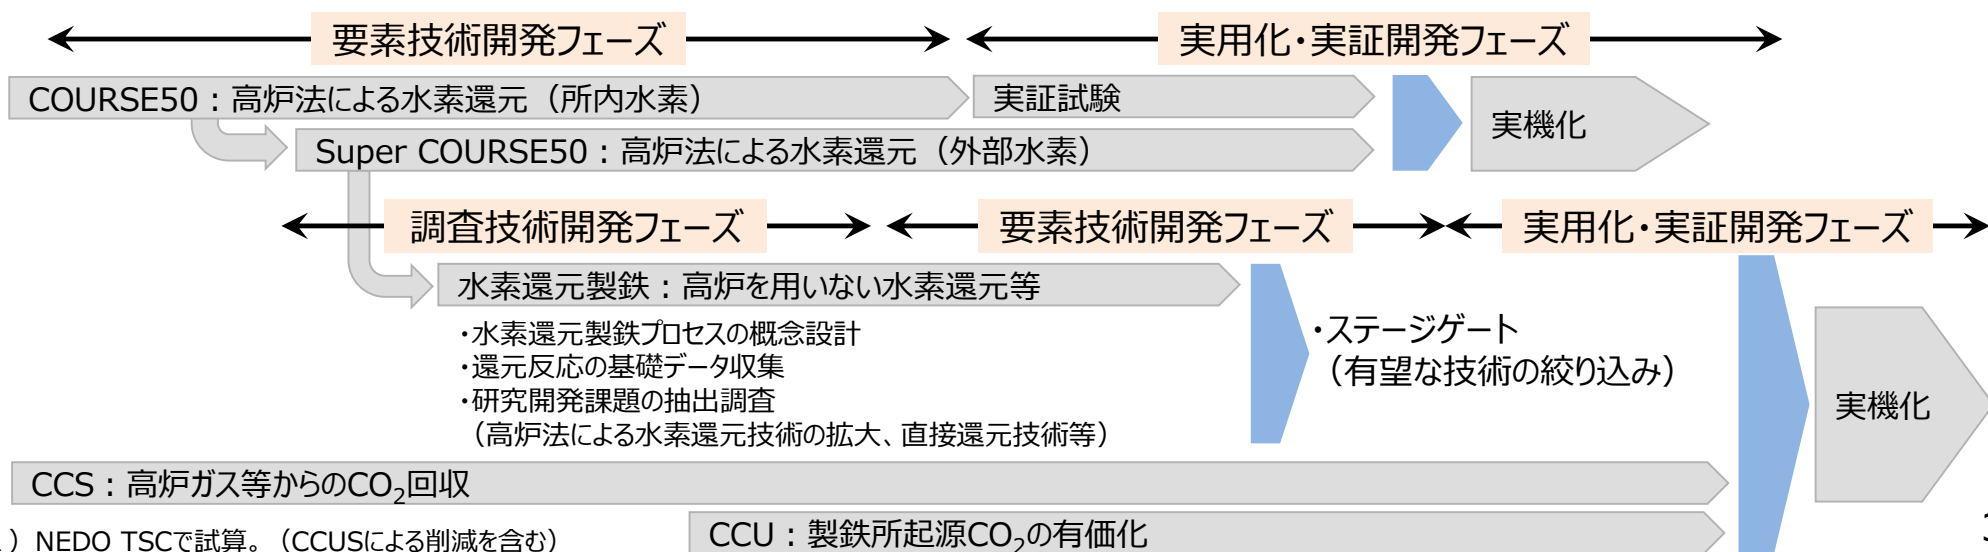 要素技術開発フェーズ
実用化・実証開発フェーズ
COURSE50：高炉法による水素還元（所内水素）
実証試験
実機化
Super COURSE50：高炉法による水素還元（外部水素）
調査技術開発フェーズ
要素技術開発フェーズ
実用化・実証開発フェーズ
水素還元製鉄：高炉を用いない水素還元等
・水素還元製鉄プロセスの概念設計
・還元反応の基礎データ収集
・研究開発課題の抽出調査
（高炉法による水素還元技術の拡大、直接還元技術等）
・ステージゲート
（有望な技術の絞り込み）
実機化
CCS：高炉ガス等からのCO₂回収
CCU：製鉄所起源CO₂の有価化
）NEDO TSCで試算。（CCUSによる削減を含む）